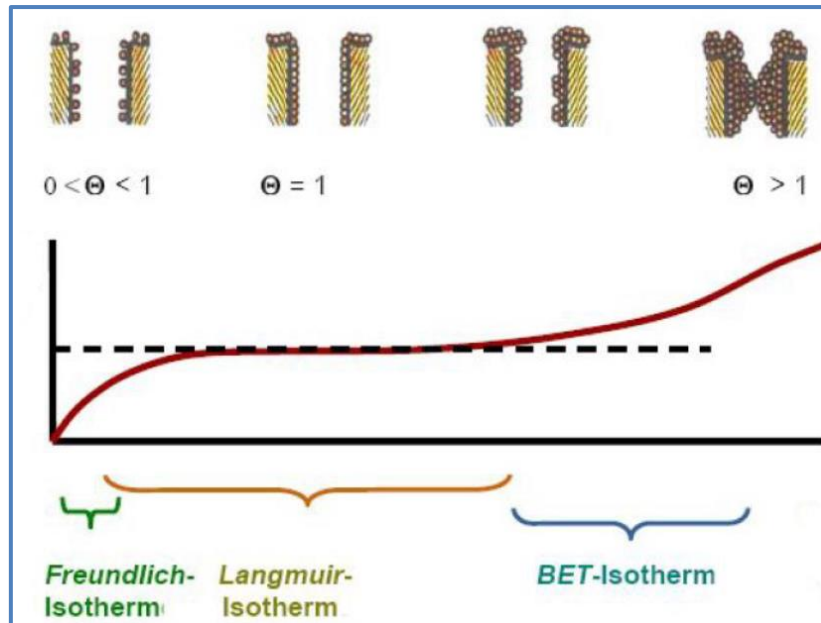 0 < Θ < 1
Θ = 1
Θ > 1
Freundlich-
Isotherm
Langmuir-
Isotherm
BET-Isotherm